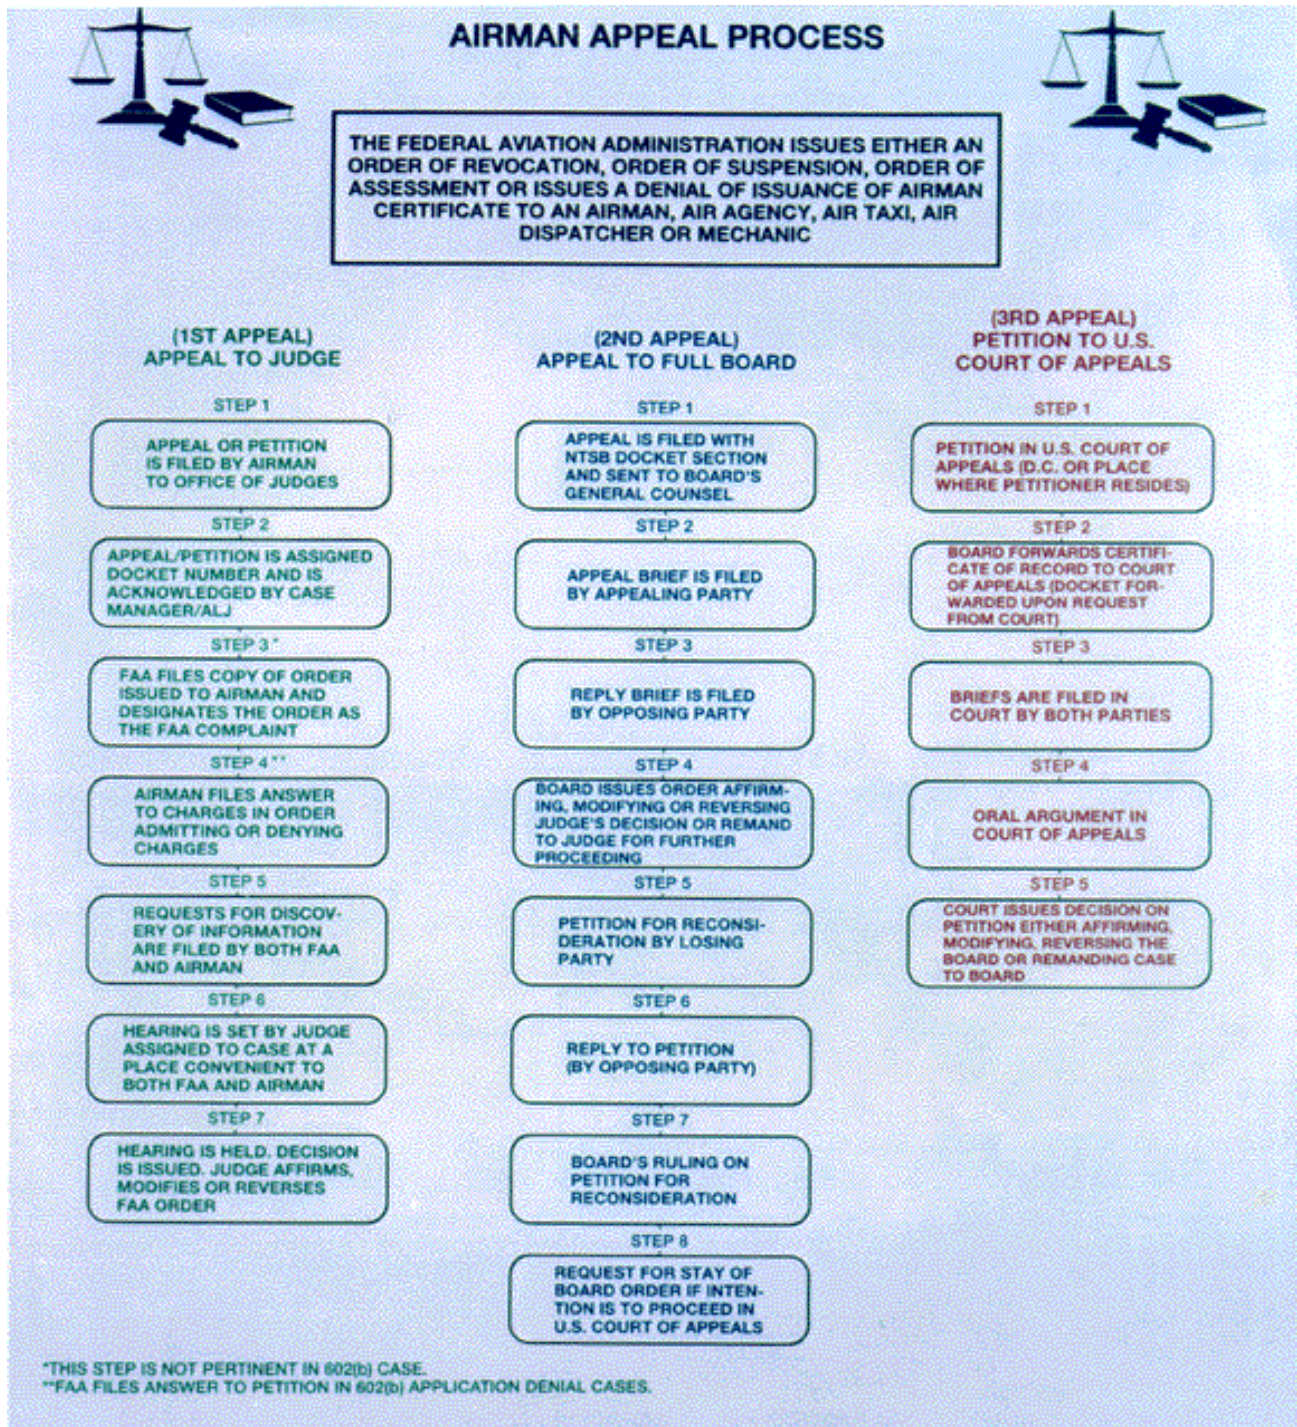 AIRMAN APPEAL PROCESS
THE FEDERAL AVIATION ADMINISTRATION ISSUES EITHER AN
ORDER OF REVOCATION, ORDER OF SUSPENSION, ORDER OF
ASSESSMENT OR ISSUES A DENIAL OF ISSUANCE OF AIRMAN
CERTIFICATE TO AN AIRMAN, AIR AGENCY, AIR TAXI, AIR
DISPATCHER OR MECHANIC
(1ST APPEAL)
APPEAL TO JUDGE
STEP 1
APPEAL OR PETITION
IS FILED BY AIRMAN
TO OFFICE OF JUDGES
STEP 2
APPEAL/PETITION IS ASSIGNED
DOCKET NUMBER AND IS
ACKNOWLEDGED BY CASE
MANAGER/ALJ
STEP 3*
FAA FILES COPY OF ORDER
ISSUED TO AIRMAN AND
DESIGNATES THE ORDER AS
THE FAA COMPLAINT
STEP 4**
AIRMAN FILES ANSWER
TO CHARGES IN ORDER
ADMITTING OR DENYING
CHARGES
STEP 5
REQUESTS FOR DISCOV-
ERY OF INFORMATION
ARE FILED BY BOTH FAA
AND AIRMAN
STEP 6
HEARING IS SET BY JUDGE
ASSIGNED TO CASE AT A
PLACE CONVENIENT TO
BOTH FAA AND AIRMAN
STEP 7
HEARING IS HELD. DECISION
IS ISSUED. JUDGE AFFIRMS,
MODIFIES OR REVERSES
FAA ORDER
(2ND APPEAL)
APPEAL TO FULL BOARD
STEP 1
APPEAL IS FILED WITH
NTSB DOCKET SECTION
AND SENT TO BOARD'S
GENERAL COUNSEL
STEP 2
APPEAL BRIEF IS FILED
BY APPEALING PARTY
STEP 3
REPLY BRIEF IS FILED
BY OPPOSING PARTY
STEP 4
BOARD ISSUES ORDER AFFIRM-
ING, MODIFYING OR REVERSING
JUDGE'S DECISION OR REMAND
TO JUDGE FOR FURTHER
PROCEEDING
STEP 5
PETITION FOR RECONSI-
DERATION BY LOSING
PARTY
STEP 6
REPLY TO PETITION
(BY OPPOSING PARTY)
STEP 7
BOARD'S RULING ON
PETITION FOR
RECONSIDERATION
STEP 8
REQUEST FOR STAY OF
BOARD ORDER IF INTEN-
TION IS TO PROCEED IN
U.S. COURT OF APPEALS
(3RD APPEAL)
PETITION TO U.S.
COURT OF APPEALS
STEP 1
PETITION IN U.S. COURT OF
APPEALS (D.C. OR PLACE
WHERE PETITIONER RESIDES)
STEP 2
BOARD FORWARDS CERTIFI-
CATE OF RECORD TO COURT
OF APPEALS (DOCKET FOR-
WARDED UPON REQUEST
FROM COURT)
STEP 3
BRIEFS ARE FILED IN
COURT BY BOTH PARTIES
STEP 4
ORAL ARGUMENT IN
COURT OF APPEALS
STEP 5
COURT ISSUES DECISION ON
PETITION EITHER AFFIRMING,
MODIFYING, REVERSING THE
BOARD OR REMANDING CASE
TO BOARD
*THIS STEP IS NOT PERTINENT IN 602(b) CASE.
**FAA FILES ANSWER TO PETITION IN 602(b) APPLICATION DENIAL CASES.